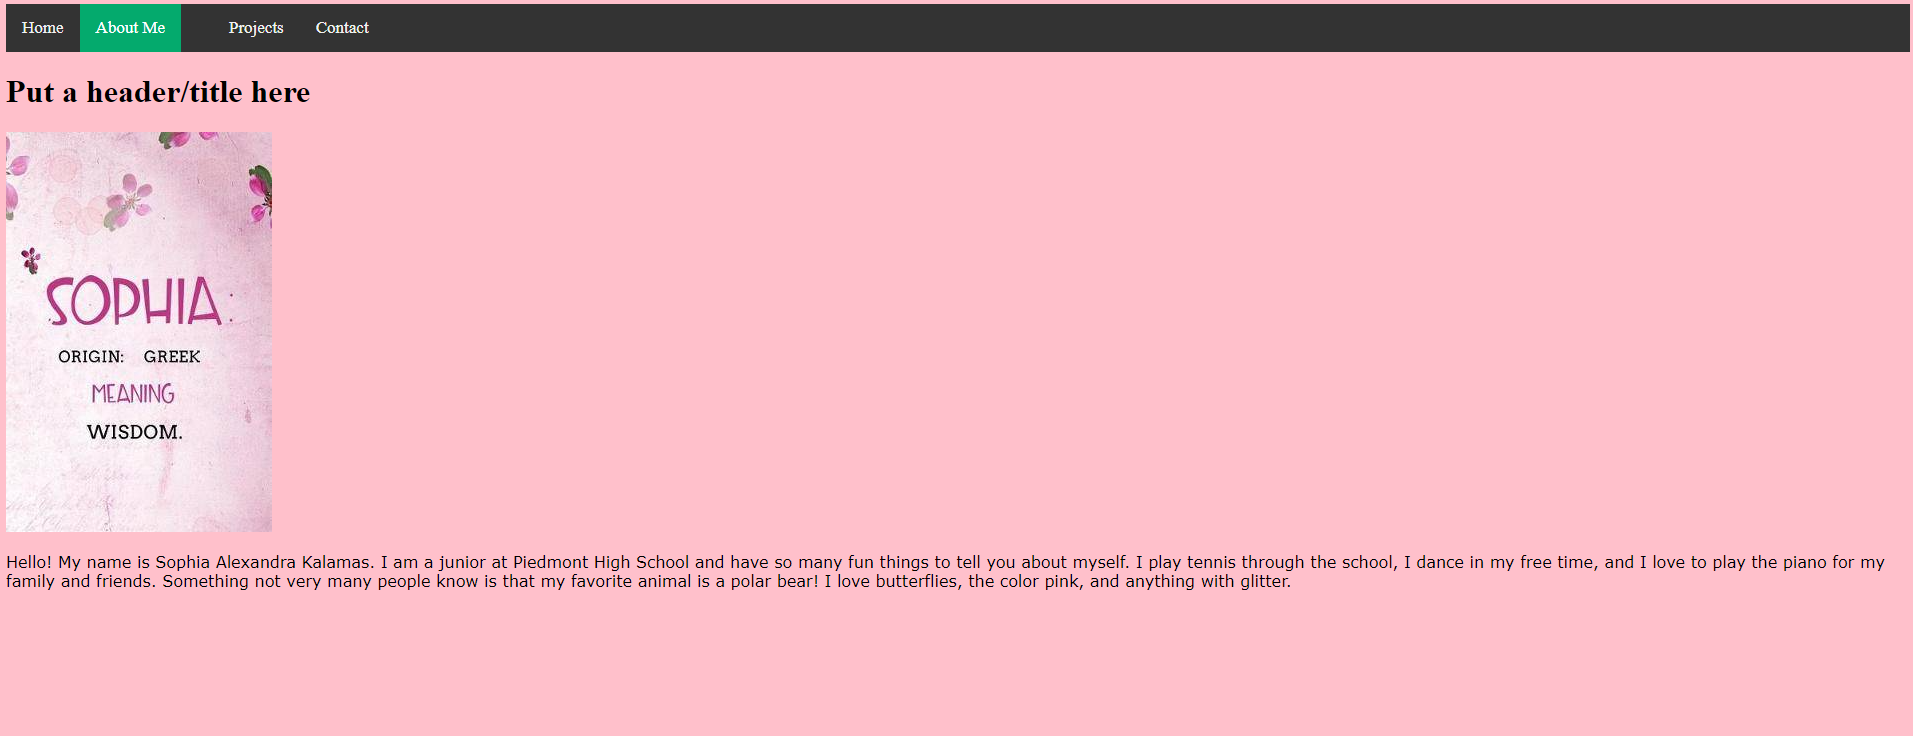 Home About Me Projects Contact
Put a header/title here
SOPHIA
ORIGIN: GREEK
MEANING
WISDOM.
Hello! My name is Sophia Alexandra Kalamas. I am a junior at Piedmont High School and have so many fun things to tell you about myself. I play tennis through the school, I dance in my free time, and I love to play the piano for my
family and friends. Something not very many people know is that my favorite animal is a polar bear! I love butterflies, the color pink, and anything with glitter.